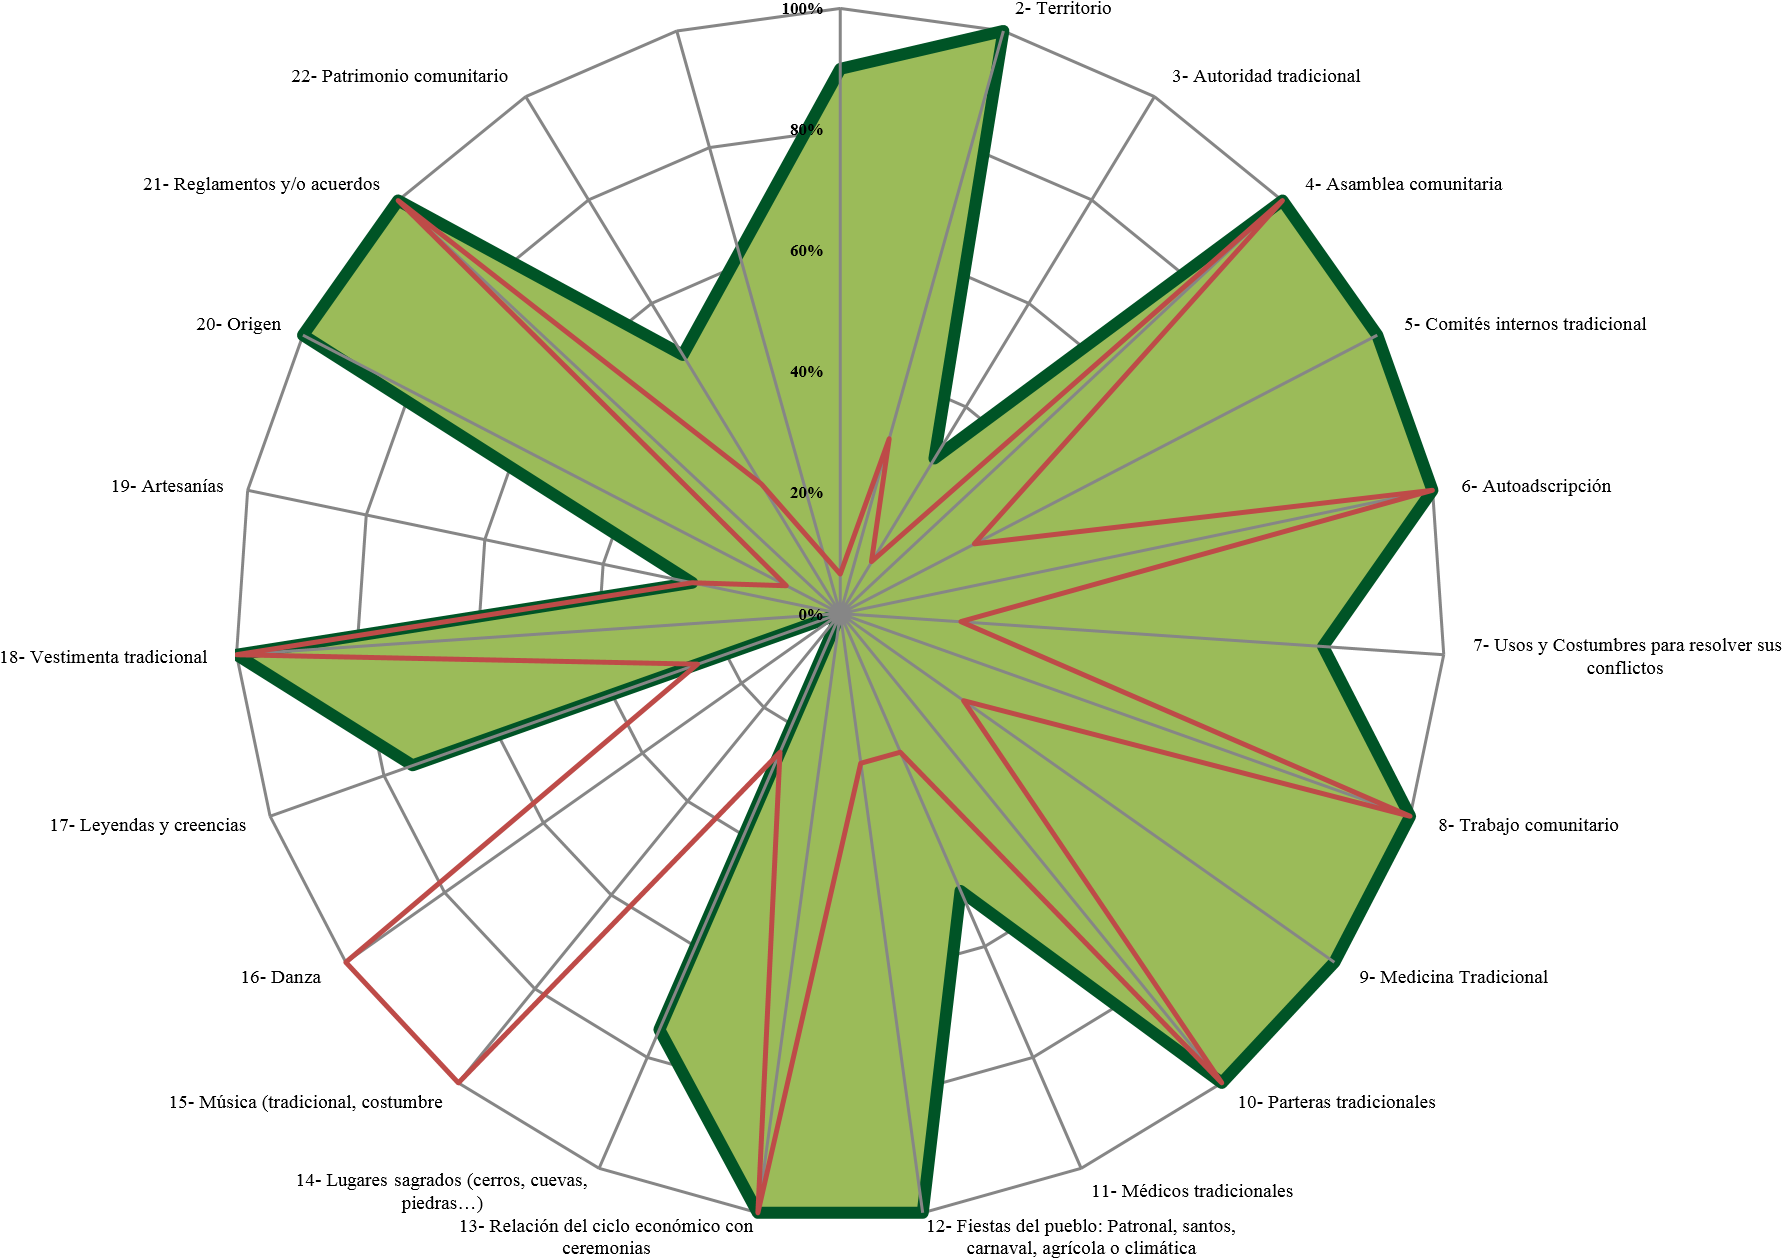 100%
80%
60%
40%
20%
0%
2- Territorio
3- Autoridad tradicional
4- Asamblea comunitaria
5- Comités internos tradicional
6- Autoadscripción
7- Usos y Costumbres para resolver sus
conflictos
8- Trabajo comunitario
9- Medicina Tradicional
10- Parteras tradicionales
11- Médicos tradicionales
12- Fiestas del pueblo: Patronal, santos,
carnaval, agrícola o climática
13- Relación del ciclo económico con
ceremonias
14- Lugares sagrados (cerros, cuevas,
piedras…)
15- Música (tradicional, costumbre
16- Danza
17- Leyendas y creencias
18- Vestimenta tradicional
19- Artesanías
20- Origen
21- Reglamentos y/o acuerdos
22- Patrimonio comunitario